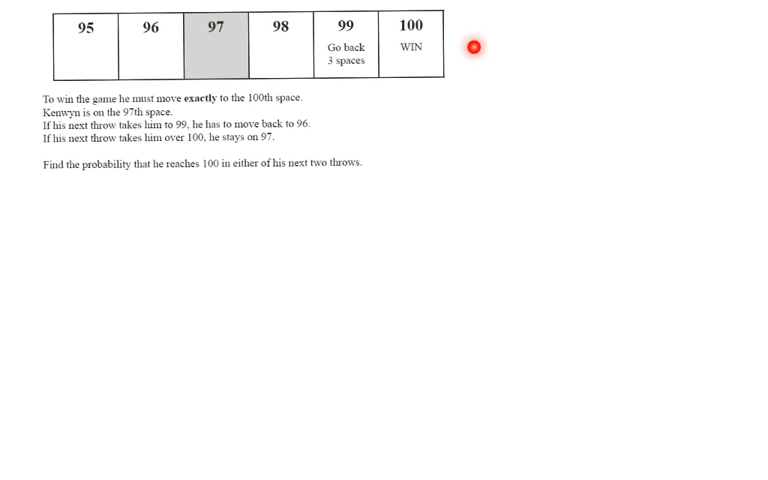 95 96 97 98 99 100
Go back WIN
3 spaces
To win the game he must move exactly to the 100th space.
Kenwyn is on the 97th space.
If his next throw takes him to 99, he has to move back to 96.
If his next throw takes him over 100, he stays on 97.
Find the probability that he reaches 100 in either of his next two throws.